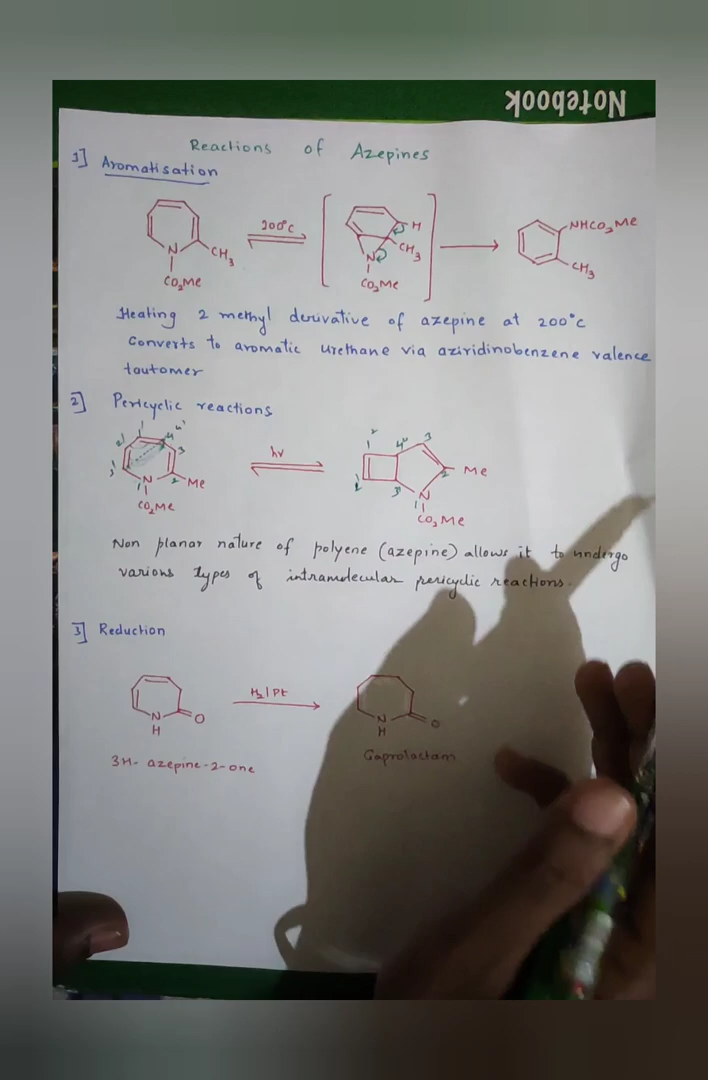 Notebook
Reactions of Azepines
1] Aromatisation
N CH3
CO2Me
200°c
H
CH3
N
CO2Me
NHCO2Me
CH3
Heating 2 methyl derivative of azepine at 200°c
converts to aromatic urethane via aziridinobenzene valence
tautomer
2] Pericyclic reactions
N Me
CO2Me
hν
Me
N
CO2Me
Non planar nature of polyene (azepine) allows it to undergo
various types of intramolecular pericyclic reactions.
3] Reduction
N O
H
H2/Pt
N O
H
3H- azepine-2-one
Caprolactam